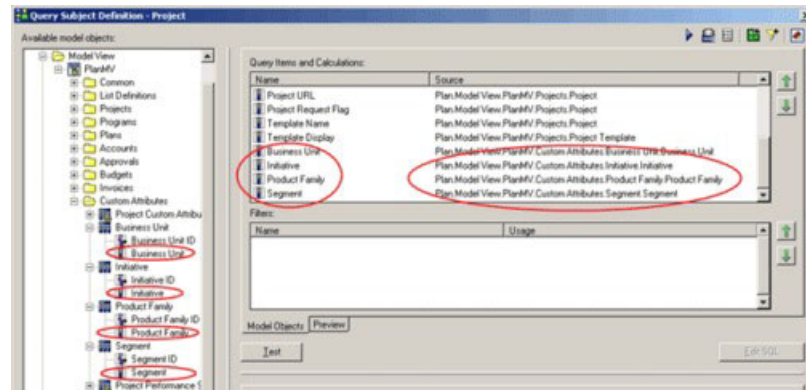 Query Subject Definition - Project
Available model objects:
Model View
PlanMV
Common
List Definitions
Projects
Programs
Plans
Accounts
Approvals
Budgets
Invoices
Custom Attributes
Project Custom Attribu
Business Unit
Business Unit ID
Business Unit
Initiative
Initiative ID
Initiative
Product Family
Product Family ID
Product Family
Segment
Segment ID
Segment
Project Performance S
Query Items and Calculations:
Name Source
Project URL Plan.Model View.PlanMV.Projects.Project
Project Request Flag Plan.Model View.PlanMV.Projects.Project
Template Name Plan.Model View.PlanMV.Projects.Project
Template Display Plan.Model View.PlanMV.Projects.Project Template
Business Unit Plan.Model View.PlanMV.Custom Attributes.Business Unit.Business Unit
Initiative Plan.Model View.PlanMV.Custom Attributes.Initiative.Initiative
Product Family Plan.Model View.PlanMV.Custom Attributes.Product Family.Product Family
Segment Plan.Model View.PlanMV.Custom Attributes.Segment.Segment
Filters:
Name Usage
Model Objects Preview
Test Edit SQL